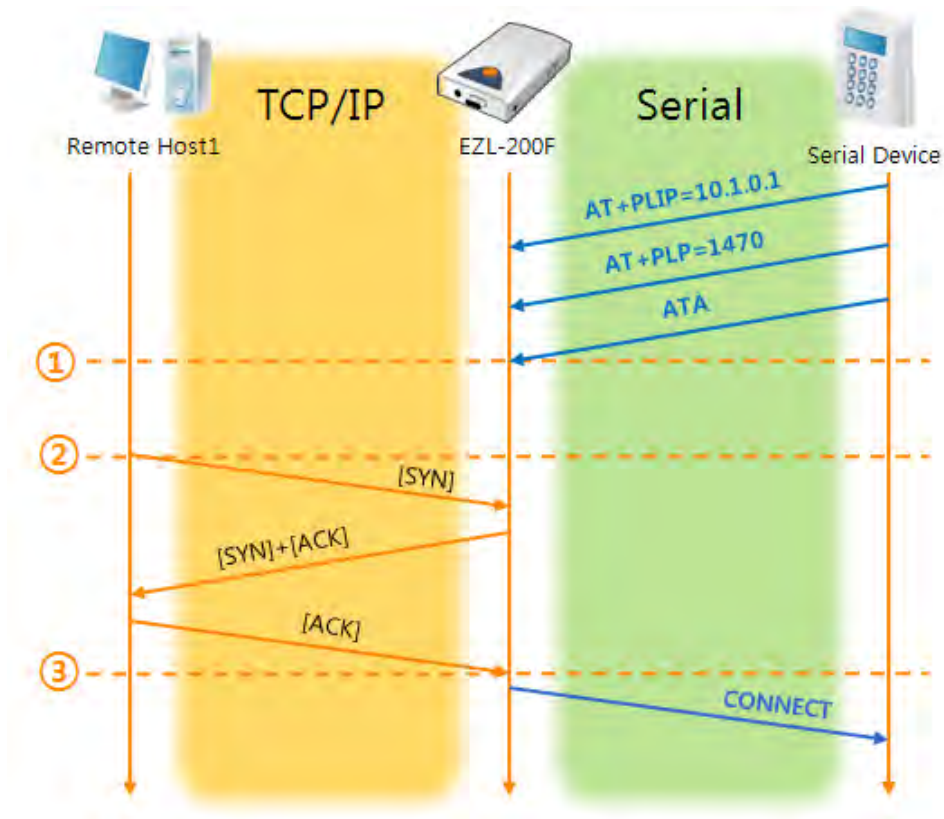 TCP/IP
Serial
Remote Host1
EZL-200F
Serial Device
AT+PLIP=10.1.0.1
AT+PLP=1470
ATA
①
②
[SYN]
[SYN]+[ACK]
[ACK]
③
CONNECT